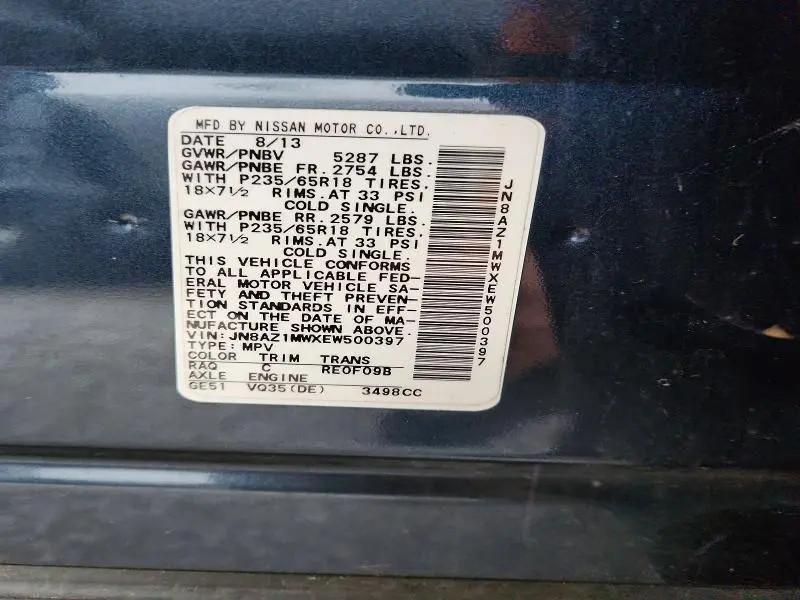 MFD BY NISSAN MOTOR CO.,LTD.
DATE 8/13
GVWR/PNBV 5287 LBS.
GAWR/PNBE FR. 2754 LBS.
WITH P235/65R18 TIRES.
18×7½ RIMS.AT 33 PSI
COLD SINGLE.
GAWR/PNBE RR. 2579 LBS.
WITH P235/65R18 TIRES.
18×7½ RIMS.AT 33 PSI
COLD SINGLE.
THIS VEHICLE CONFORMS
TO ALL APPLICABLE FED-
ERAL MOTOR VEHICLE SA-
FETY AND THEFT PREVEN-
TION STANDARDS IN EFF-
ECT ON THE DATE OF MA-
NUFACTURE SHOWN ABOVE.
VIN: JN8AZ1MWXEW500397
TYPE: MPV
COLOR TRIM TRANS
RAQ C RE0F09B
AXLE ENGINE
GE51 VQ35(DE) 3498CC
JN8AZ1MWXEW500397